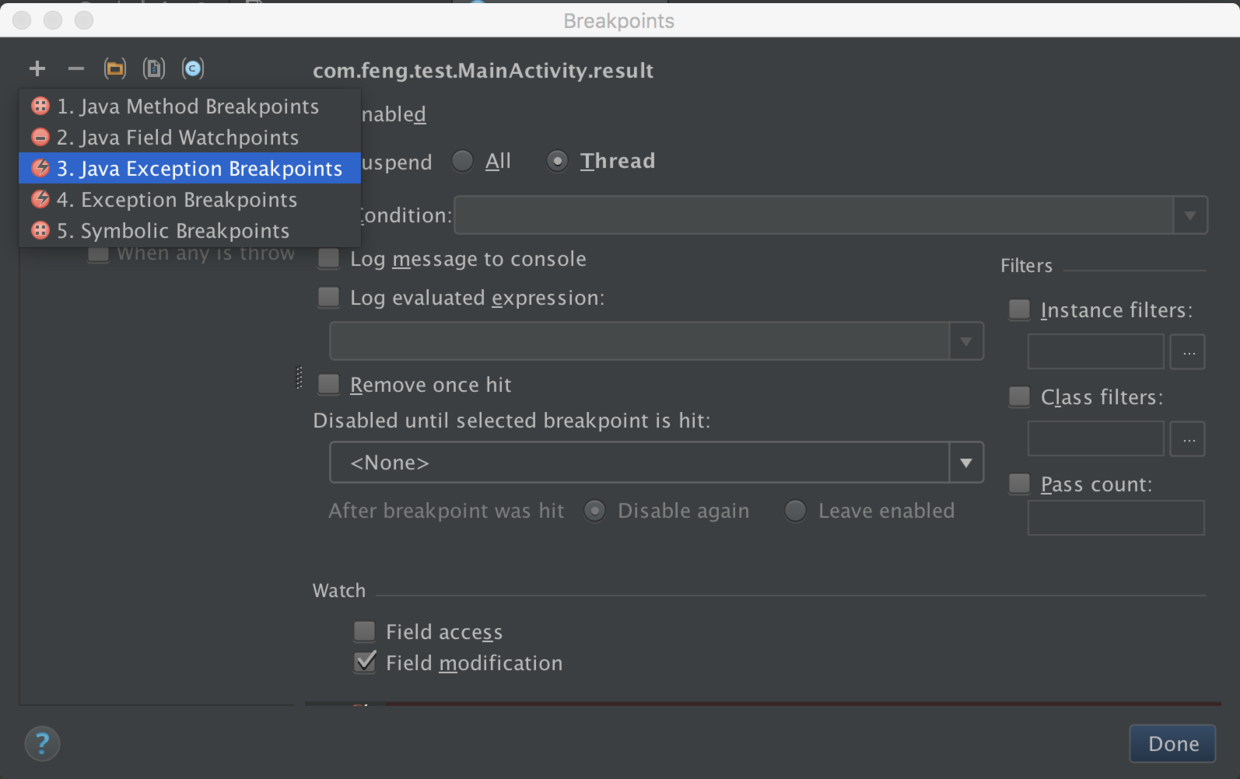 Breakpoints
com.feng.test.MainActivity.result
1. Java Method Breakpoints
2. Java Field Watchpoints
3. Java Exception Breakpoints
4. Exception Breakpoints
5. Symbolic Breakpoints
When any is throw
nabled
uspend All Thread
ondition:
Log message to console
Log evaluated expression:
Remove once hit
Disabled until selected breakpoint is hit:
<None>
After breakpoint was hit Disable again Leave enabled
Filters
Instance filters:
...
Class filters:
...
Pass count:
Watch
Field access
Field modification
?
Done